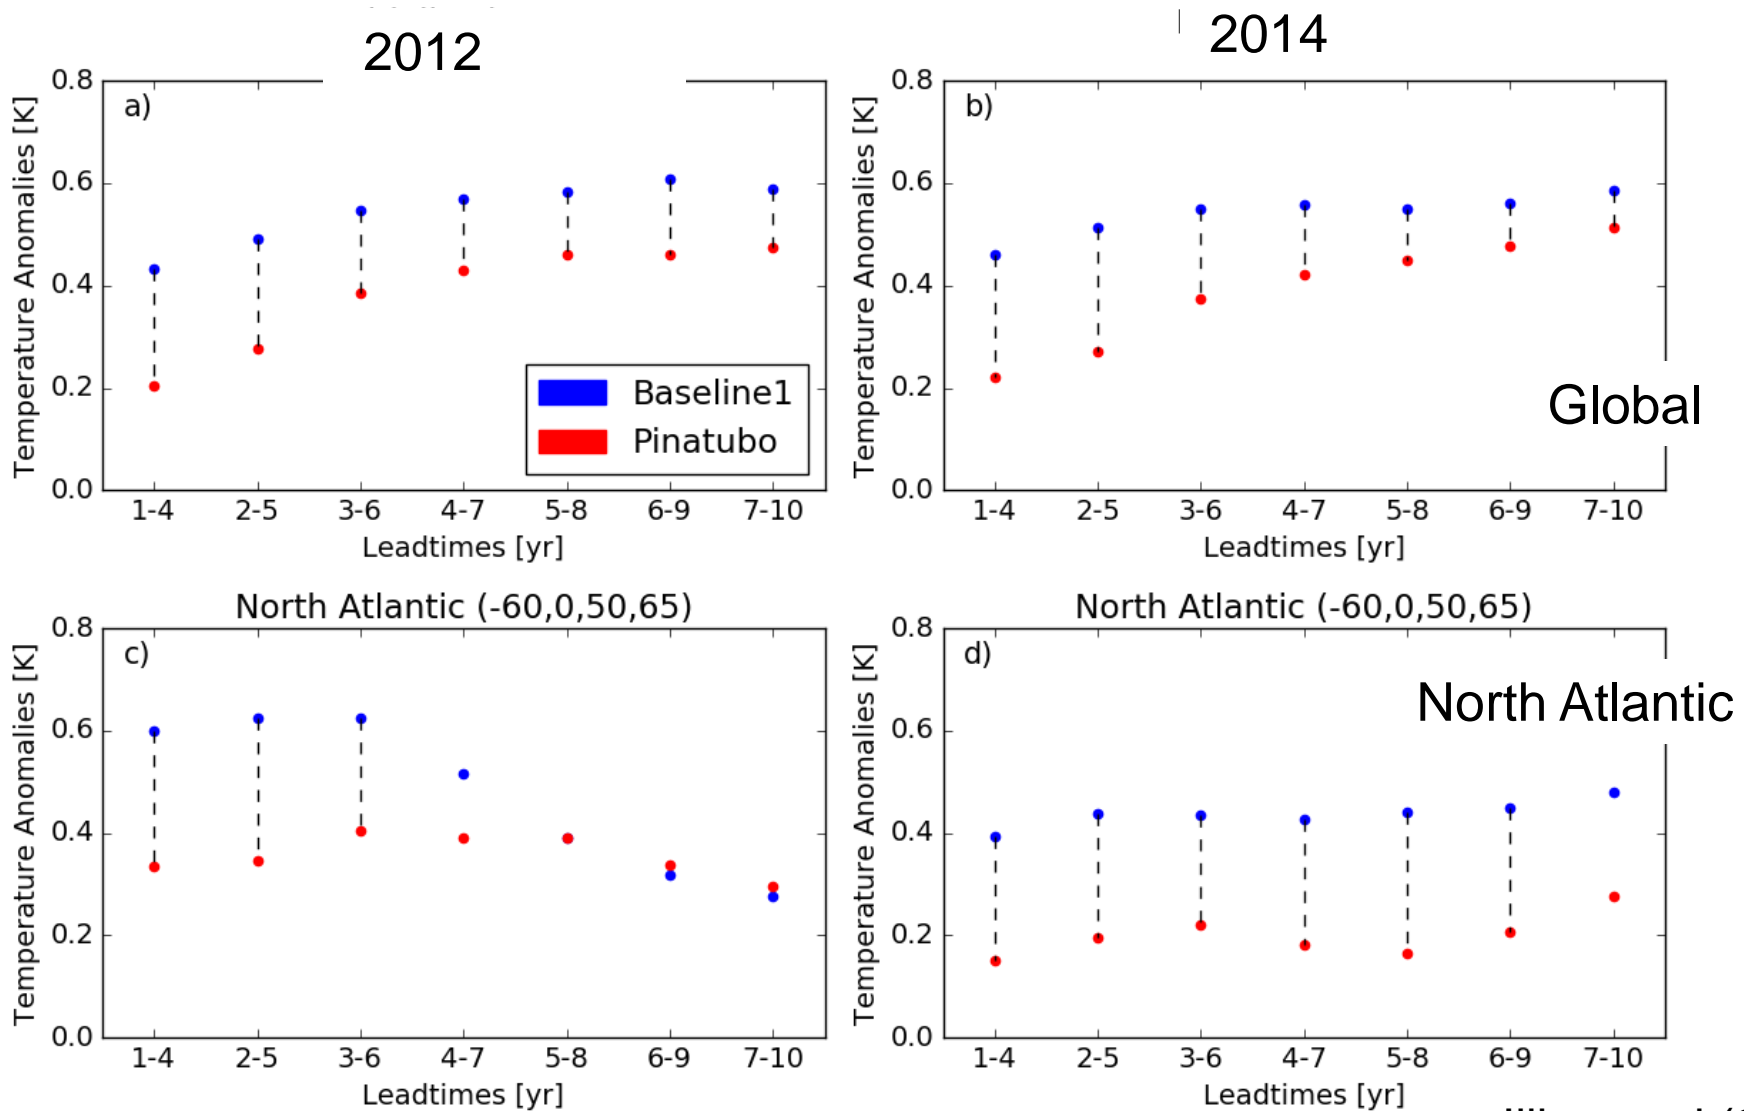 2012
2014
a)
b)
Temperature Anomalies [K]
0.8
0.6
0.4
0.2
0.0
1-4 2-5 3-6 4-7 5-8 6-9 7-10
Leadtimes [yr]
Baseline1
Pinatubo
Temperature Anomalies [K]
0.8
0.6
0.4
0.2
0.0
1-4 2-5 3-6 4-7 5-8 6-9 7-10
Leadtimes [yr]
Global
North Atlantic (-60,0,50,65)
c)
Temperature Anomalies [K]
0.8
0.6
0.4
0.2
0.0
1-4 2-5 3-6 4-7 5-8 6-9 7-10
Leadtimes [yr]
North Atlantic (-60,0,50,65)
d)
Temperature Anomalies [K]
0.8
0.6
0.4
0.2
0.0
1-4 2-5 3-6 4-7 5-8 6-9 7-10
Leadtimes [yr]
North Atlantic